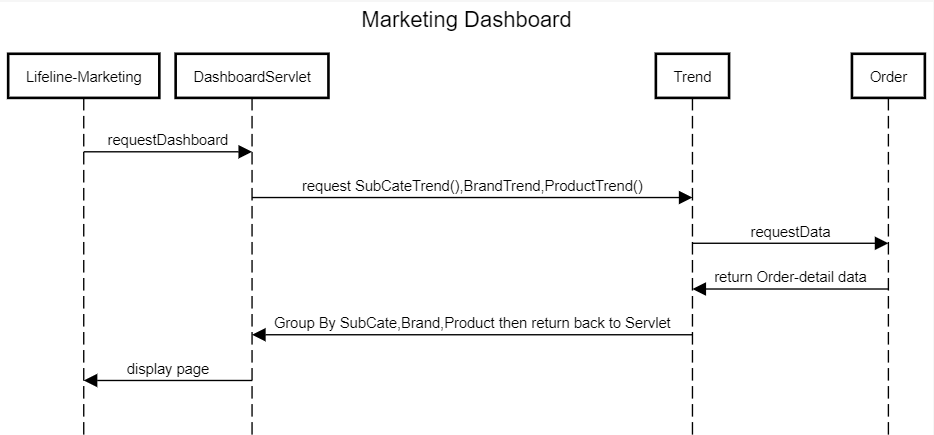 Marketing Dashboard
Lifeline-Marketing
DashboardServlet
Trend
Order
requestDashboard
request SubCateTrend(),BrandTrend,ProductTrend()
requestData
return Order-detail data
Group By SubCate,Brand,Product then return back to Servlet
display page